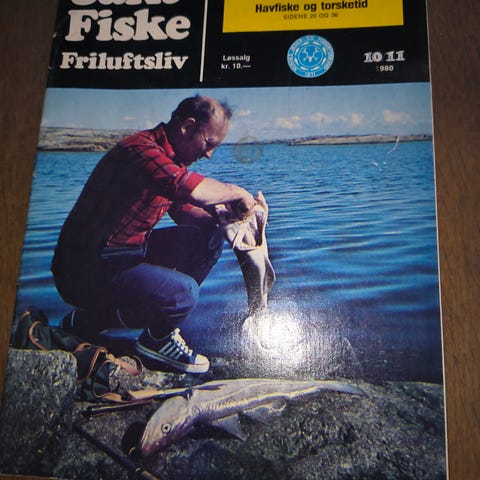 Fiske
Friluftsliv
Havfiske og torsketid
SIDENE 20 OG 36
Løssalg
kr. 10.—
10 11
1980